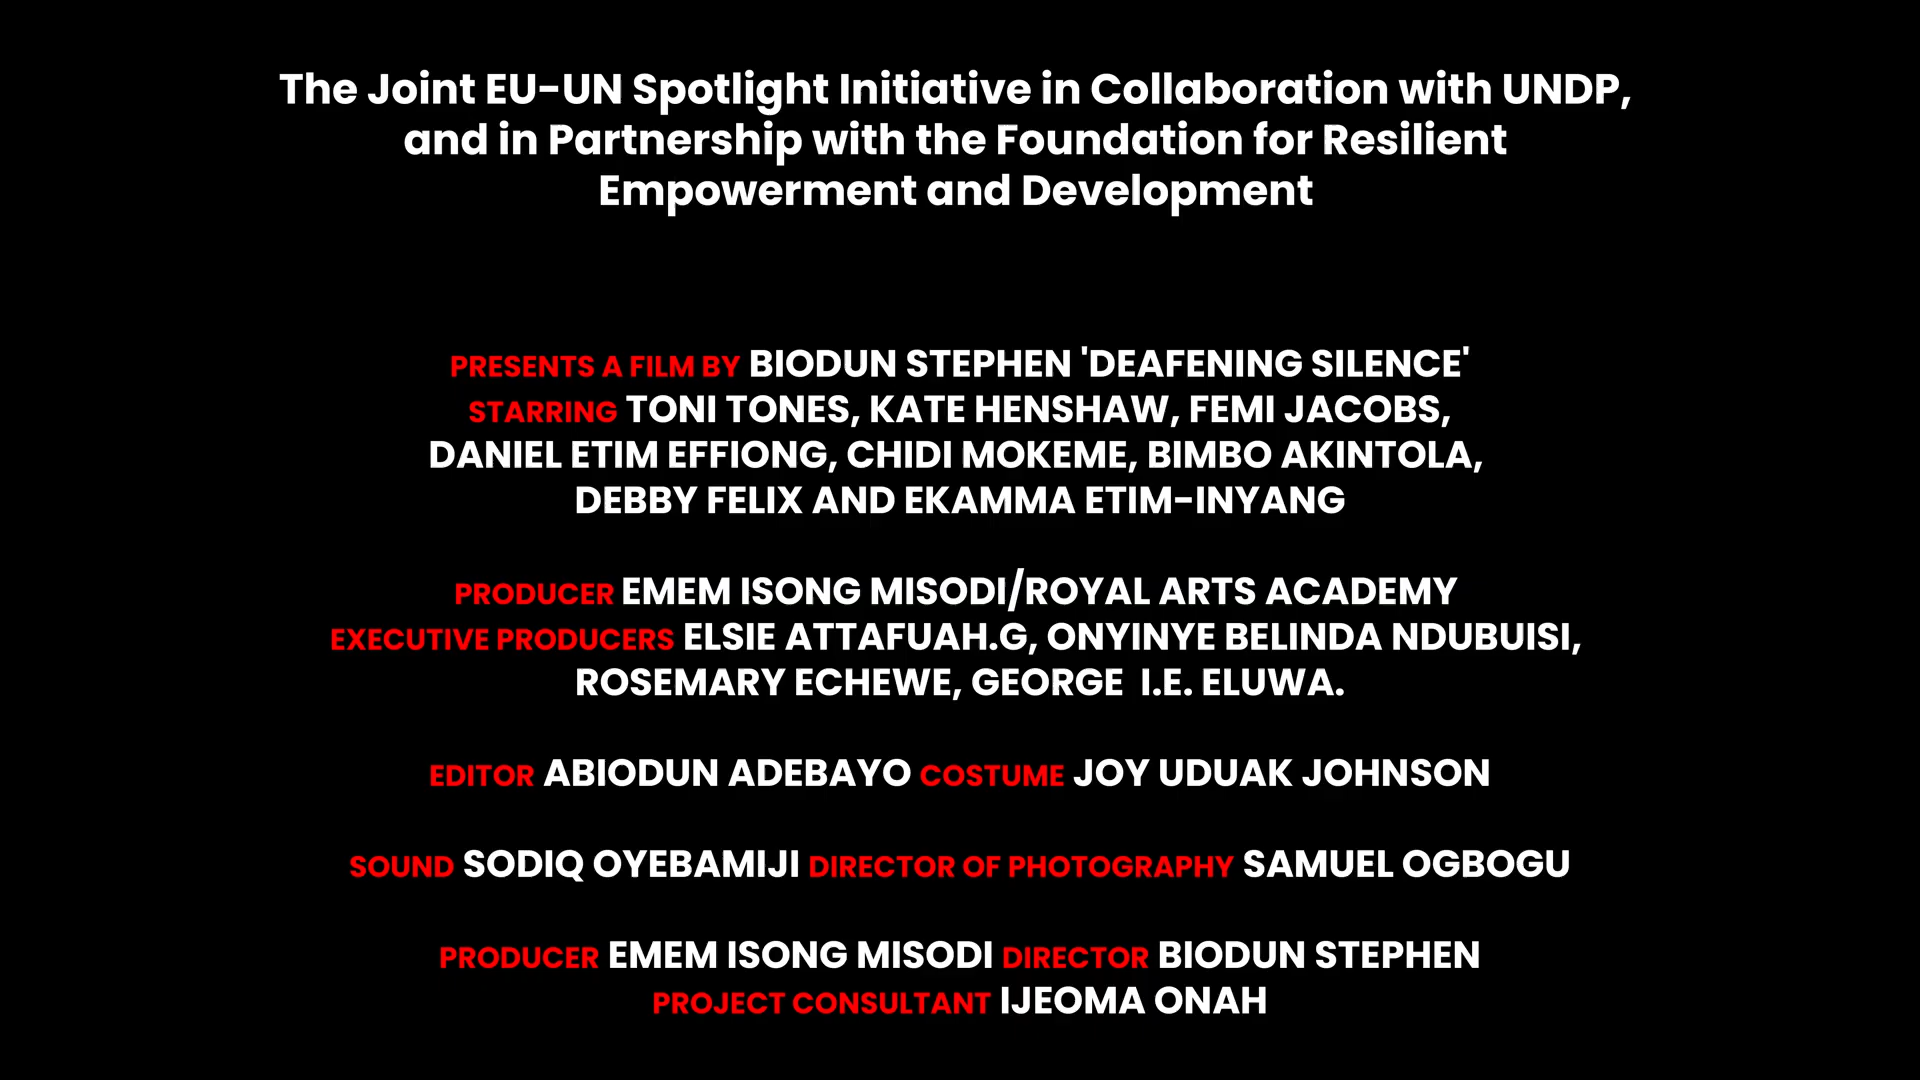 The Joint EU-UN Spotlight Initiative in Collaboration with UNDP,
and in Partnership with the Foundation for Resilient
Empowerment and Development
PRESENTS A FILM BY BIODUN STEPHEN 'DEAFENING SILENCE'
STARRING TONI TONES, KATE HENSHAW, FEMI JACOBS,
DANIEL ETIM EFFIONG, CHIDI MOKEME, BIMBO AKINTOLA,
DEBBY FELIX AND EKAMMA ETIM-INYANG
PRODUCER EMEM ISONG MISODI/ROYAL ARTS ACADEMY
EXECUTIVE PRODUCERS ELSIE ATTAFUAH.G, ONYINYE BELINDA NDUBUISI,
ROSEMARY ECHEWE, GEORGE  I.E. ELUWA.
EDITOR ABIODUN ADEBAYO COSTUME JOY UDUAK JOHNSON
SOUND SODIQ OYEBAMIJI DIRECTOR OF PHOTOGRAPHY SAMUEL OGBOGU
PRODUCER EMEM ISONG MISODI DIRECTOR BIODUN STEPHEN
PROJECT CONSULTANT IJEOMA ONAH